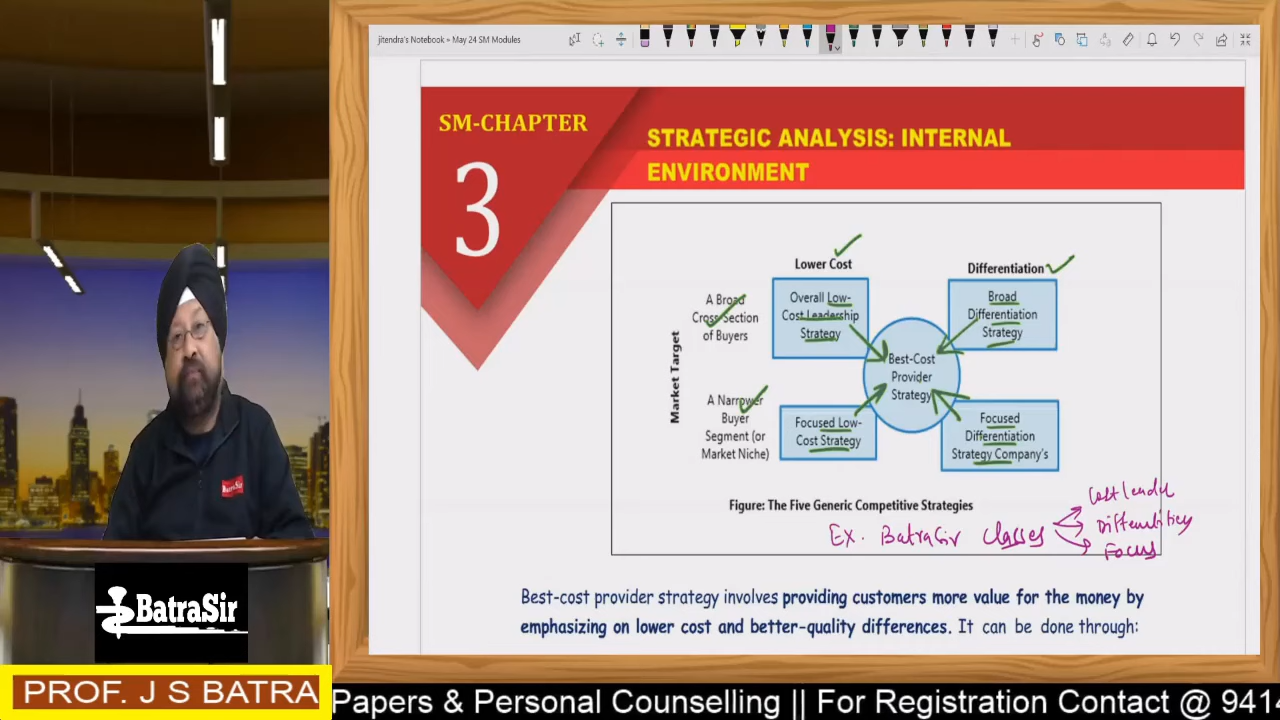 jitendra's Notebook » May 24 SM Modules
SM-CHAPTER
3
STRATEGIC ANALYSIS: INTERNAL
ENVIRONMENT
Lower Cost
Differentiation
Market Target
A Broad
Cross Section
of Buyers
Overall Low-
Cost Leadership
Strategy
Broad
Differentiation
Strategy
Best-Cost
Provider
Strategy
A Narrower
Buyer
Segment (or
Market Niche)
Focused Low-
Cost Strategy
Focused
Differentiation
Strategy Company's
Figure: The Five Generic Competitive Strategies
Ex. BatraSir Classes
Cost leader
Focus
Best-cost provider strategy involves providing customers more value for the money by
emphasizing on lower cost and better-quality differences. It can be done through:
BatraSir
BatraSir
PROF. J S BATRA
Papers & Personal Counselling || For Registration Contact @ 941